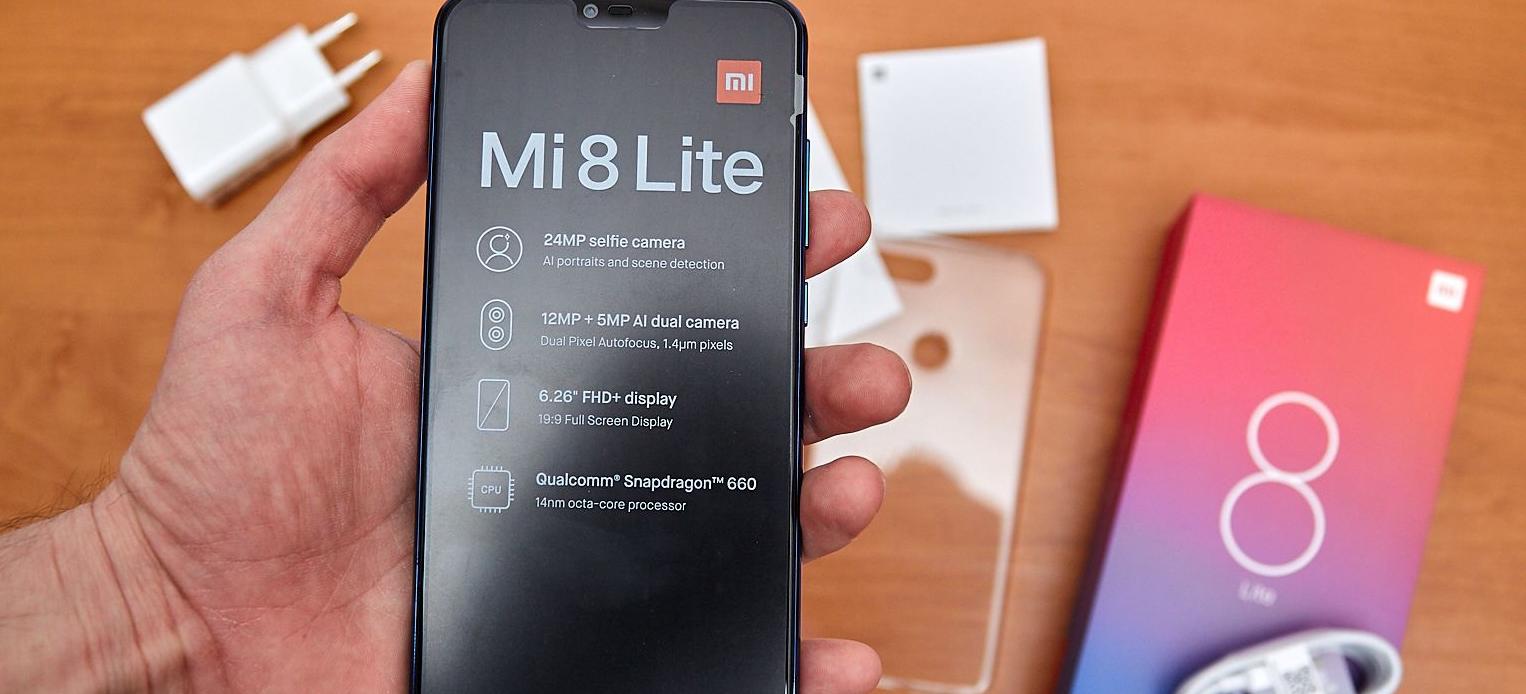 mi
Mi 8 Lite
24MP selfie camera
AI portraits and scene detection
12MP + 5MP AI dual camera
Dual Pixel Autofocus, 1.4µm pixels
6.26" FHD+ display
19:9 Full Screen Display
CPU
Qualcomm® Snapdragon™ 660
14nm octa-core processor
mi
8
Lite